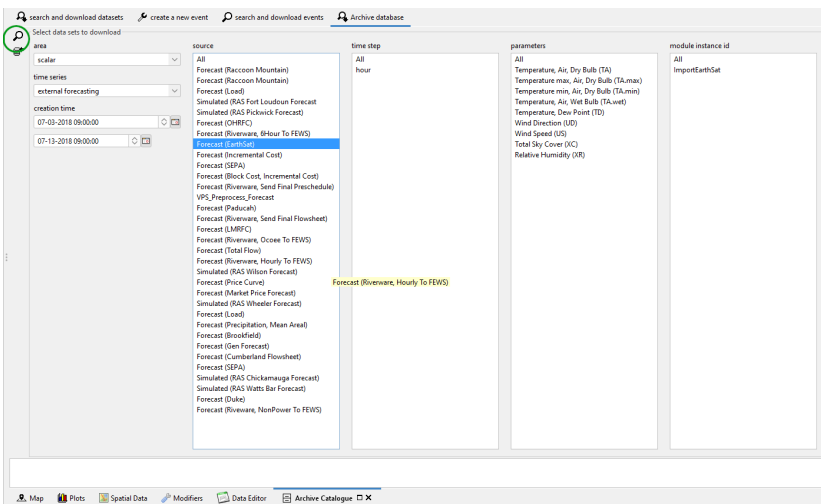 search and download datasets
create a new event
search and download events
Archive database
Select data sets to download
area
scalar
time series
external forecasting
creation time
07-03-2018 09:00:00
07-13-2018 09:00:00
source
All
Forecast (Raccoon Mountain)
Forecast (Raccoon Mountain)
Forecast (Load)
Simulated (RAS Fort Loudoun Forecast
Simulated (RAS Pickwick Forecast)
Forecast (OHRFC)
Forecast (Riverware, 6Hour To FEWS)
Forecast (EarthSat)
Forecast (Incremental Cost)
Forecast (SEPA)
Forecast (Block Cost, Incremental Cost)
Forecast (Riverware, Send Final Preschedule)
VPS_Preprocess_Forecast
Forecast (Paducah)
Forecast (Riverware, Send Final Flowsheet)
Forecast (LMRFC)
Forecast (Riverware, Ocoee To FEWS)
Forecast (Total Flow)
Forecast (Riverware, Hourly To FEWS)
Simulated (RAS Wilson Forecast)
Forecast (Price Curve)
Forecast (Market Price Forecast)
Simulated (RAS Wheeler Forecast)
Forecast (Load)
Forecast (Precipitation, Mean Areal)
Forecast (Brookfield)
Forecast (Gen Forecast)
Forecast (Cumberland Flowsheet)
Forecast (SEPA)
Simulated (RAS Chickamauga Forecast)
Simulated (RAS Watts Bar Forecast)
Forecast (Duke)
Forecast (Riveware, NonPower To FEWS)
time step
All
hour
Forecast (Riverware, Hourly To FEWS)
parameters
All
Temperature, Air, Dry Bulb (TA)
Temperature max, Air, Dry Bulb (TA.max)
Temperature min, Air, Dry Bulb (TA.min)
Temperature, Air, Wet Bulb (TA.wet)
Temperature, Dew Point (TD)
Wind Direction (UD)
Wind Speed (US)
Total Sky Cover (XC)
Relative Humidity (XR)
module instance id
All
ImportEarthSat
Map
Plots
Spatial Data
Modifiers
Data Editor
Archive Catalogue